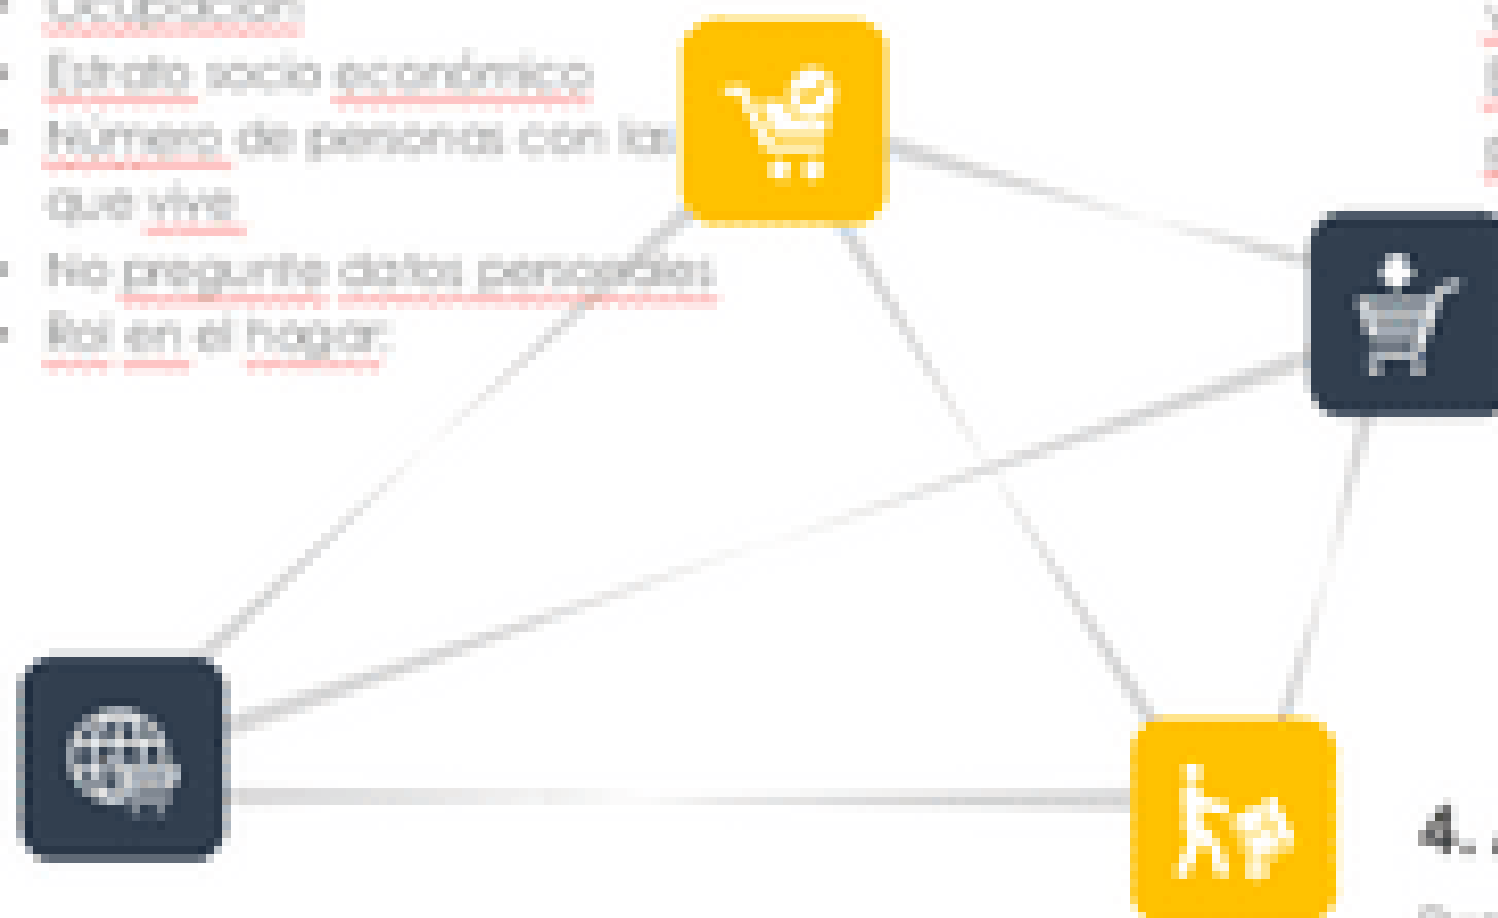 Ocupación
Estrato socio económico
Número de personas con las
que vive
No pregunte datos personales
Rol en el hogar.
4.